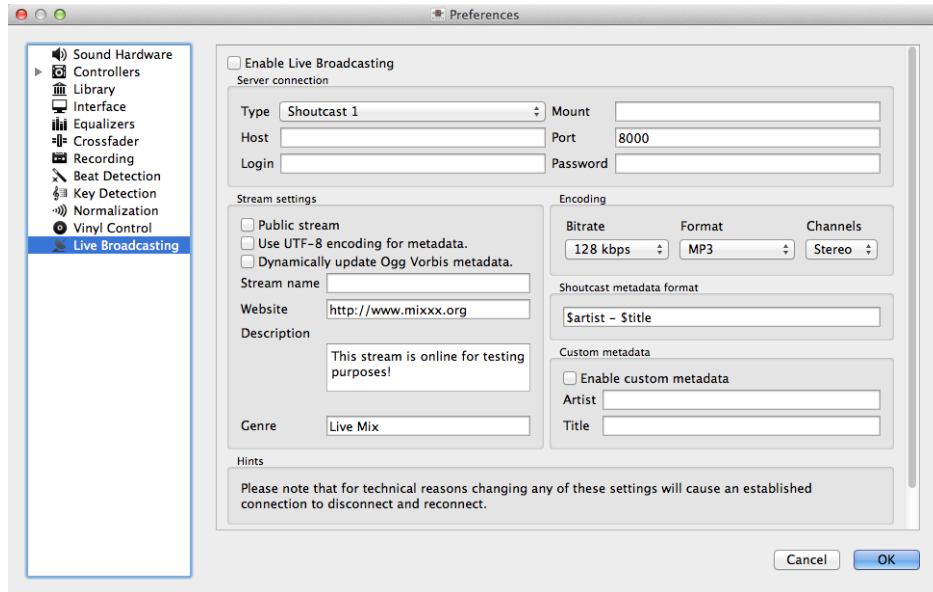 Preferences
Sound Hardware
Controllers
Library
Interface
Equalizers
Crossfader
Recording
Beat Detection
Key Detection
Normalization
Vinyl Control
Live Broadcasting
Enable Live Broadcasting
Server connection
Type Shoutcast 1 Mount
Host Port 8000
Login Password
Stream settings
Public stream
Use UTF-8 encoding for metadata.
Dynamically update Ogg Vorbis metadata.
Stream name
Website http://www.mixxx.org
Description
This stream is online for testing
purposes!
Genre Live Mix
Encoding
Bitrate Format Channels
128 kbps MP3 Stereo
Shoutcast metadata format
$artist - $title
Custom metadata
Enable custom metadata
Artist
Title
Hints
Please note that for technical reasons changing any of these settings will cause an established
connection to disconnect and reconnect.
Cancel OK